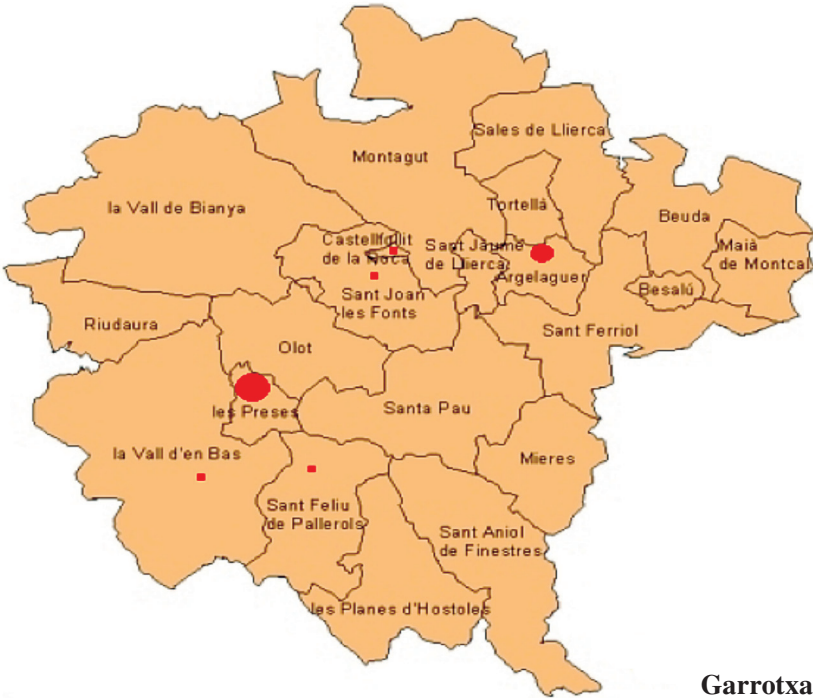 Sales de Llierca
Montagut
la Vall de Bianya
Tortellà
Beuda
Castellfollit
de la Roca
Sant Jaume
de Llierca
Maià
de Montcal
Argelaguer
Besalú
Sant Joan
les Fonts
Riudaura
Sant Ferriol
Olot
les Preses
Santa Pau
la Vall d'en Bas
Mieres
Sant Feliu
de Pallerols
Sant Aniol
de Finestres
les Planes d'Hostoles
Garrotxa